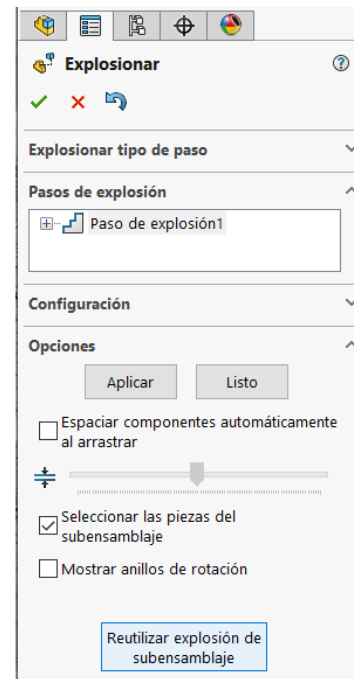 Explosionar
Explosionar tipo de paso
Pasos de explosión
Paso de explosión1
Configuración
Opciones
Aplicar Listo
Espaciar componentes automáticamente
al arrastrar
Seleccionar las piezas del
subensamblaje
Mostrar anillos de rotación
Reutilizar explosión de
subensamblaje